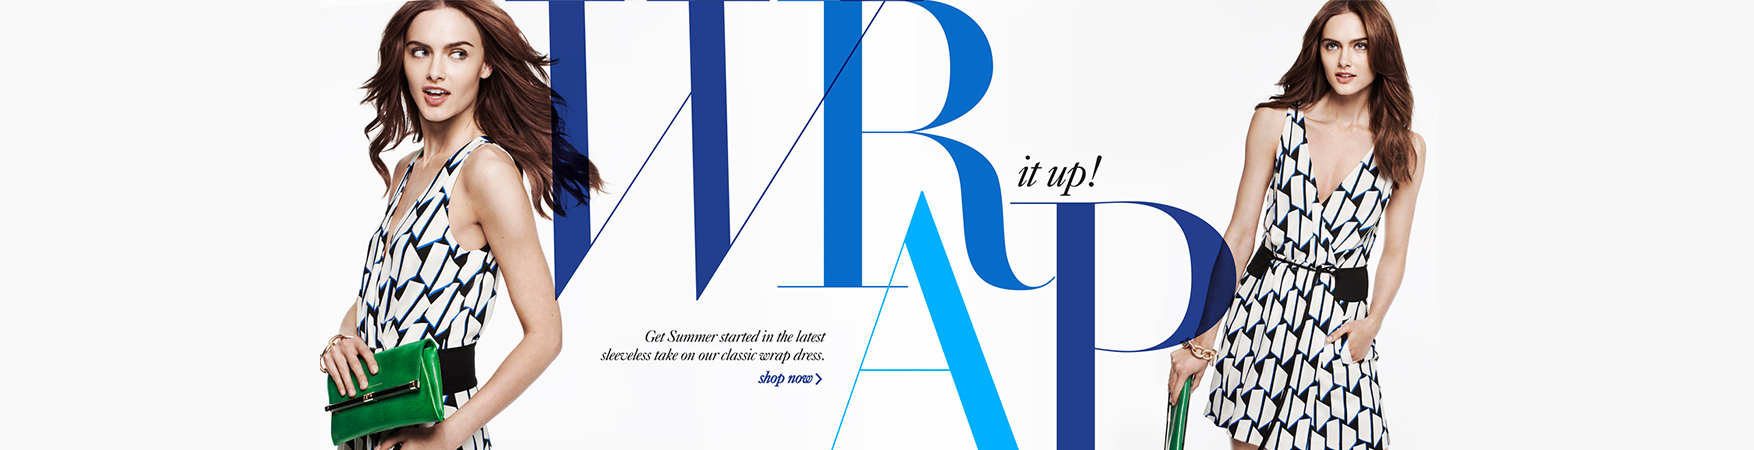 WRAP
it up!
Get Summer started in the latest
sleeveless take on our classic wrap dress.
shop now >